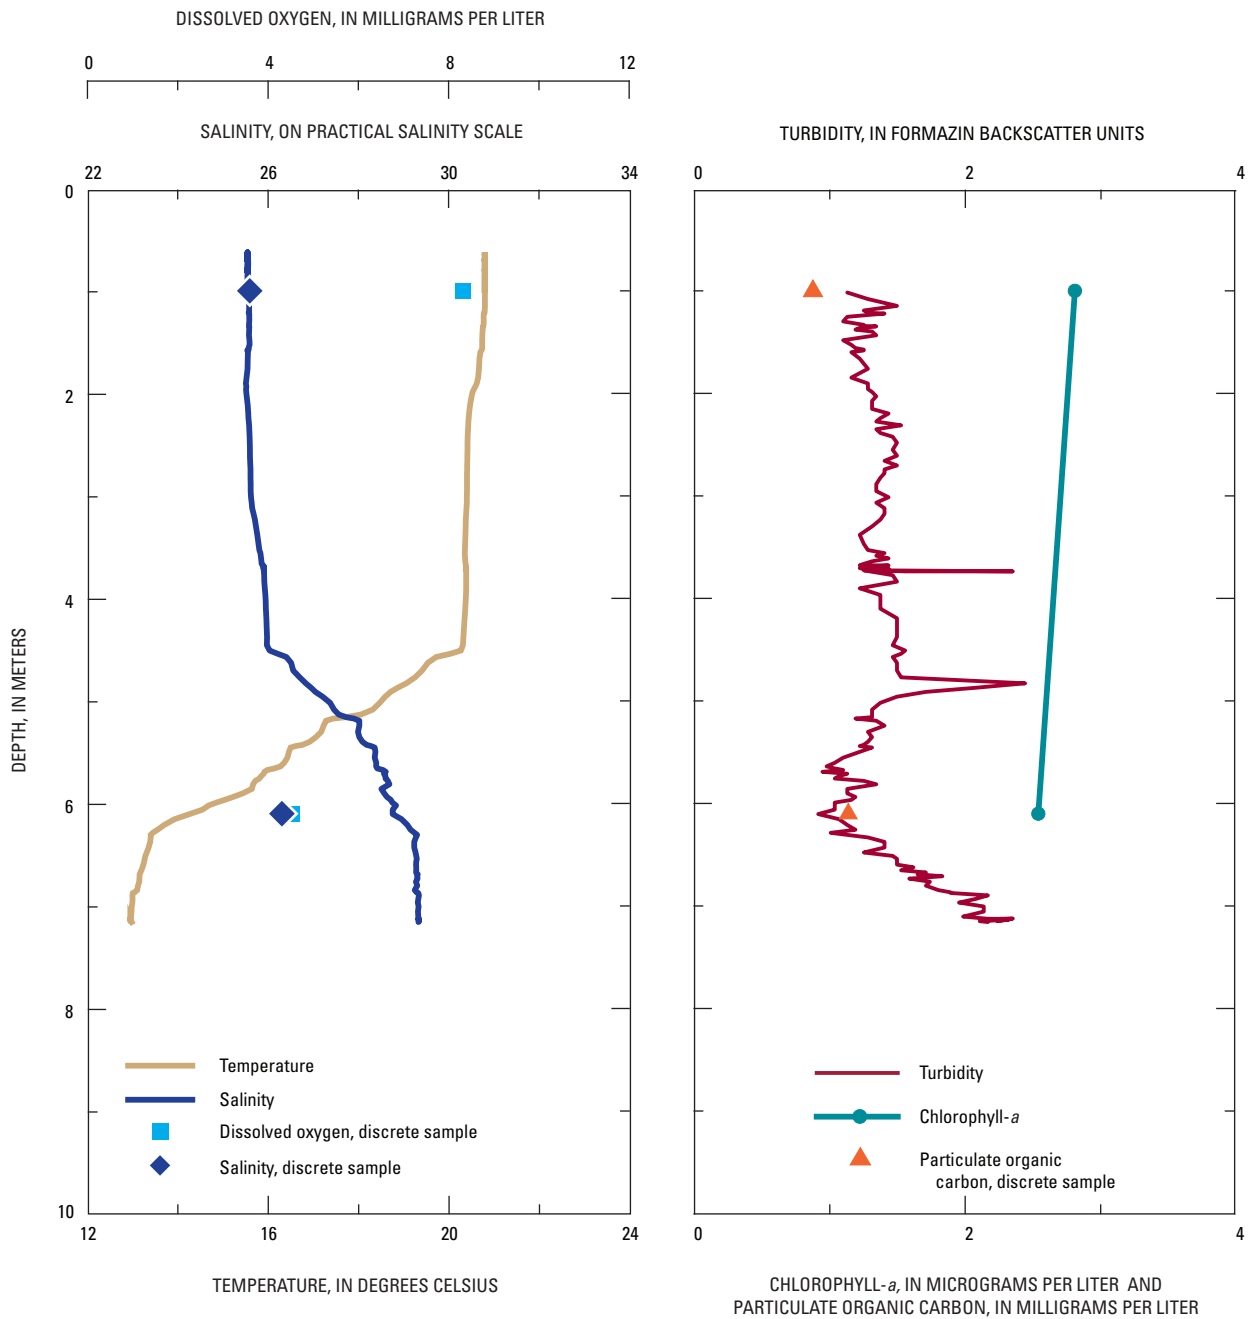 DISSOLVED OXYGEN, IN MILLIGRAMS PER LITER
0 4 8 12
SALINITY, ON PRACTICAL SALINITY SCALE
22 26 30 34
0
2
4
6
8
10
DEPTH, IN METERS
Temperature
Salinity
Dissolved oxygen, discrete sample
Salinity, discrete sample
12 16 20 24
TEMPERATURE, IN DEGREES CELSIUS
TURBIDITY, IN FORMAZIN BACKSCATTER UNITS
0 2 4
Turbidity
Chlorophyll-a
Particulate organic
carbon, discrete sample
0 2 4
CHLOROPHYLL-a, IN MICROGRAMS PER LITER AND
PARTICULATE ORGANIC CARBON, IN MILLIGRAMS PER LITER